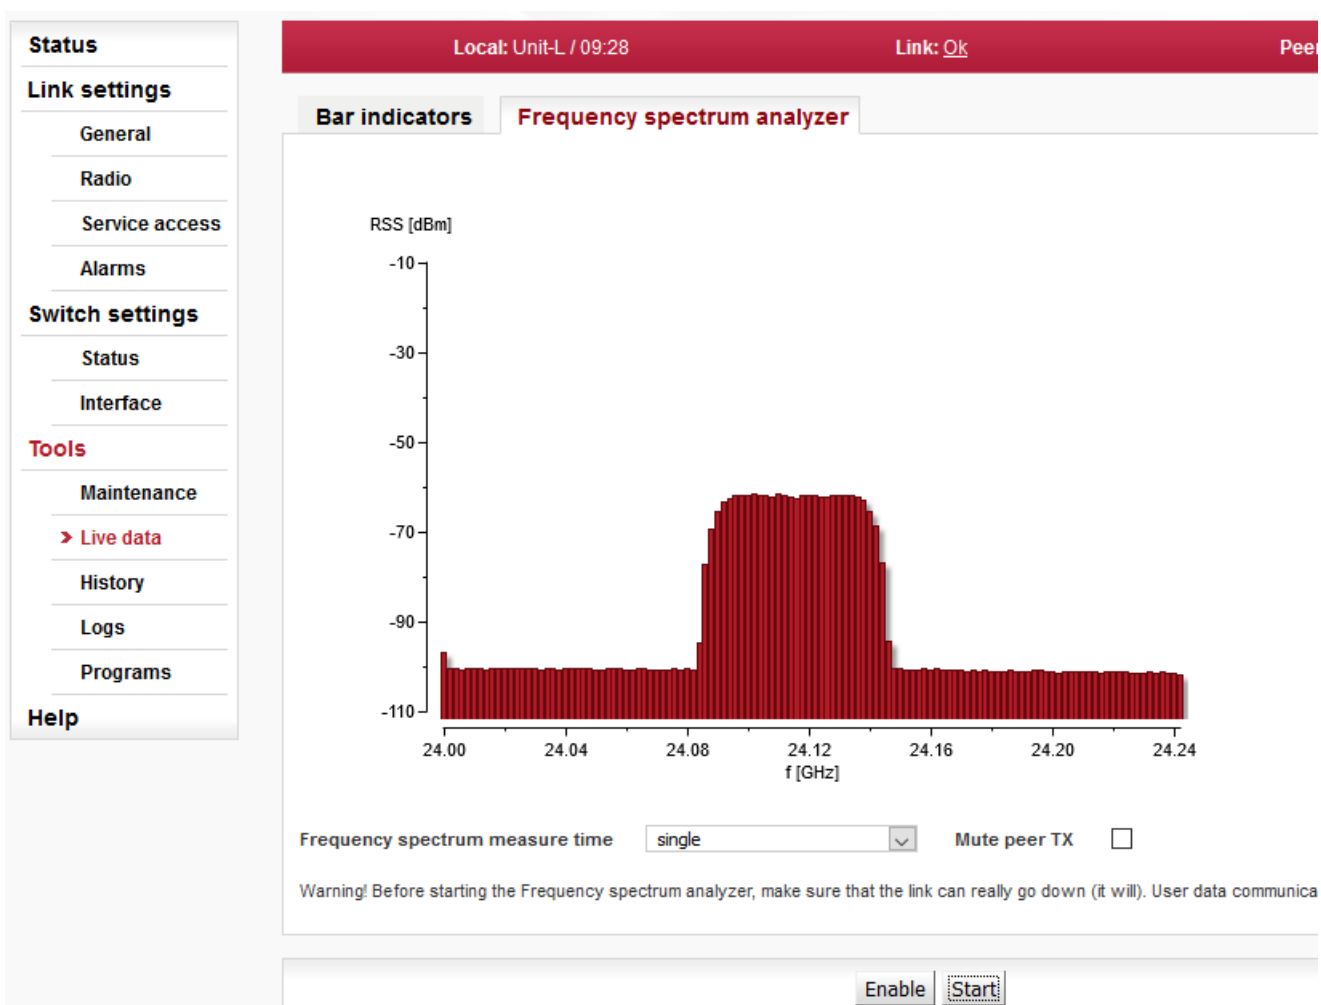 Status
Link settings
General
Radio
Service access
Alarms
Switch settings
Status
Interface
Tools
Maintenance
Live data
History
Logs
Programs
Help
Local: Unit-L / 09:28 Link: Ok Peer
Bar indicators Frequency spectrum analyzer
RSS [dBm]
-10
-30
-50
-70
-90
-110
24.00 24.04 24.08 24.12 24.16 24.20 24.24
f [GHz]
Frequency spectrum measure time single Mute peer TX
Warning! Before starting the Frequency spectrum analyzer, make sure that the link can really go down (it will). User data communica
Enable Start